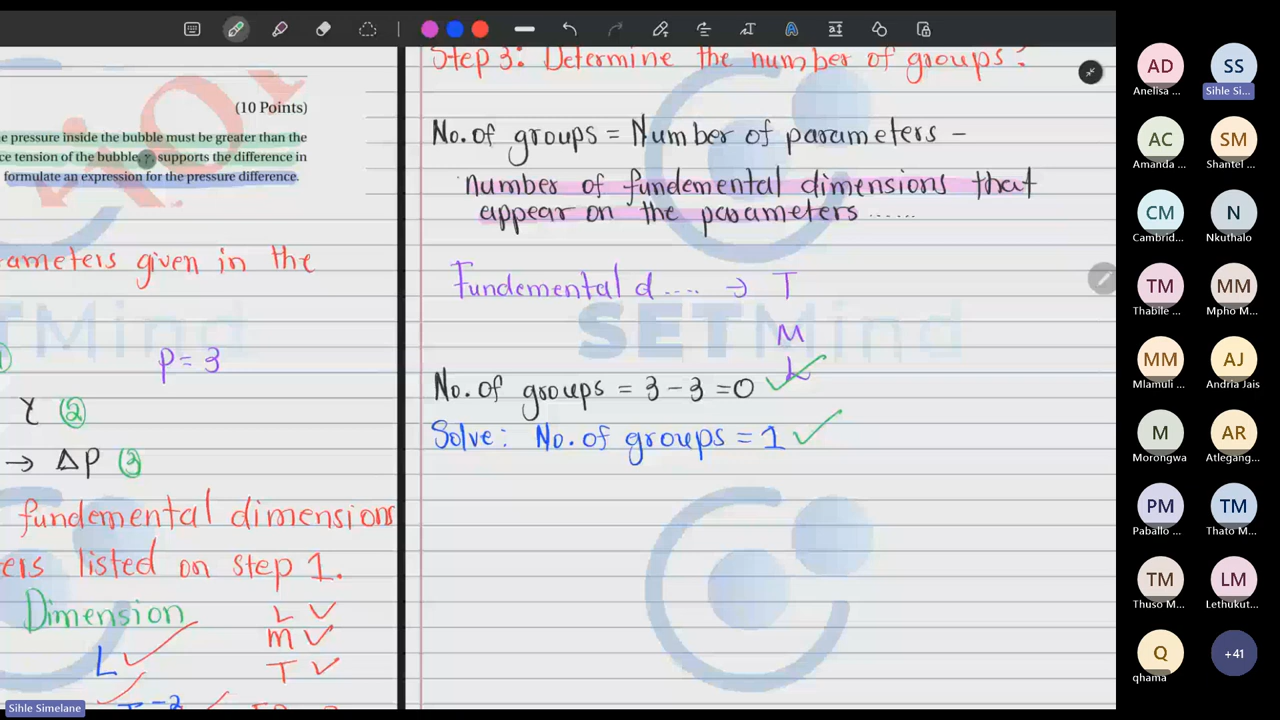 (10 Points)
e pressure inside the bubble must be greater than the
ce tension of the bubble, γ, supports the difference in
formulate an expression for the pressure difference.
ameters given in the
p = 3
γ ②
→ ΔP ③
fundemental dimensions
ers listed on step 1.
Dimension
L ✓
m ✓
T ✓
L ✓
Step 3: Determine the number of groups:
No. of groups = Number of parameters –
number of fundemental dimensions that
appear on the parameters ......
Fundemental d .... → T
M
L
No. of groups = 3 – 3 = 0 ✓
Solve: No. of groups = 1 ✓
SETMind
Sihle Simelane
AD
Anelisa ...
SS
Sihle Si...
AC
Amanda ...
SM
Shantel ...
CM
Cambrid...
N
Nkuthalo
TM
Thabile ...
MM
Mpho M...
MM
Mlamuli ...
AJ
Andria Jais
M
Morongwa
AR
Atlegang...
PM
Paballo ...
TM
Thato M...
TM
Thuso M...
LM
Lethukut...
Q
qhama
+41